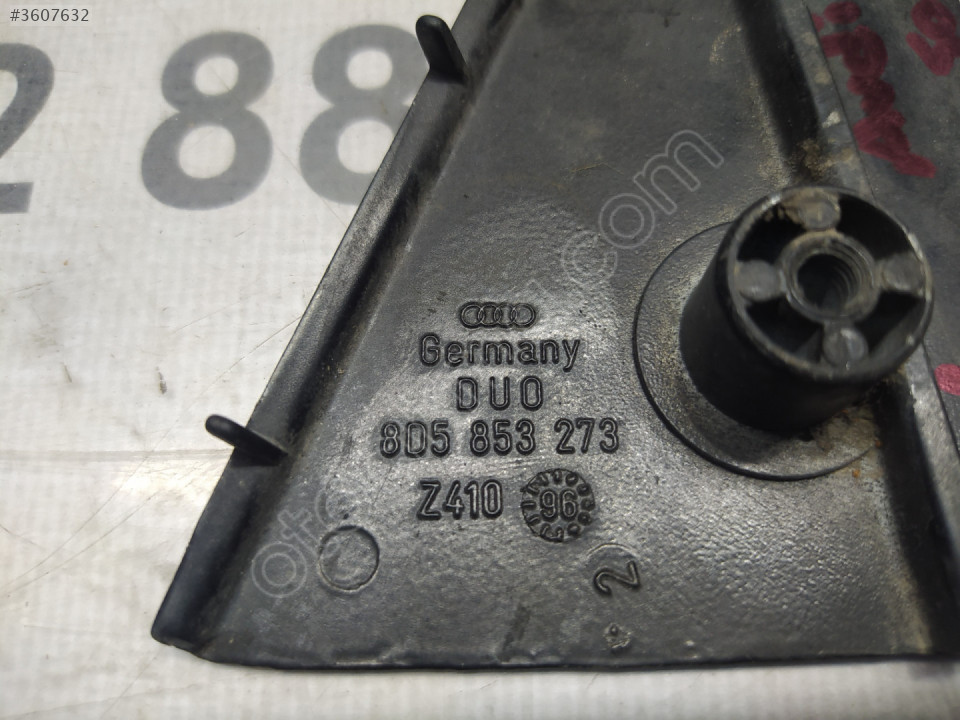 #3607632
2 88
Germany
DUO
8D5 853 273
Z410 96
2